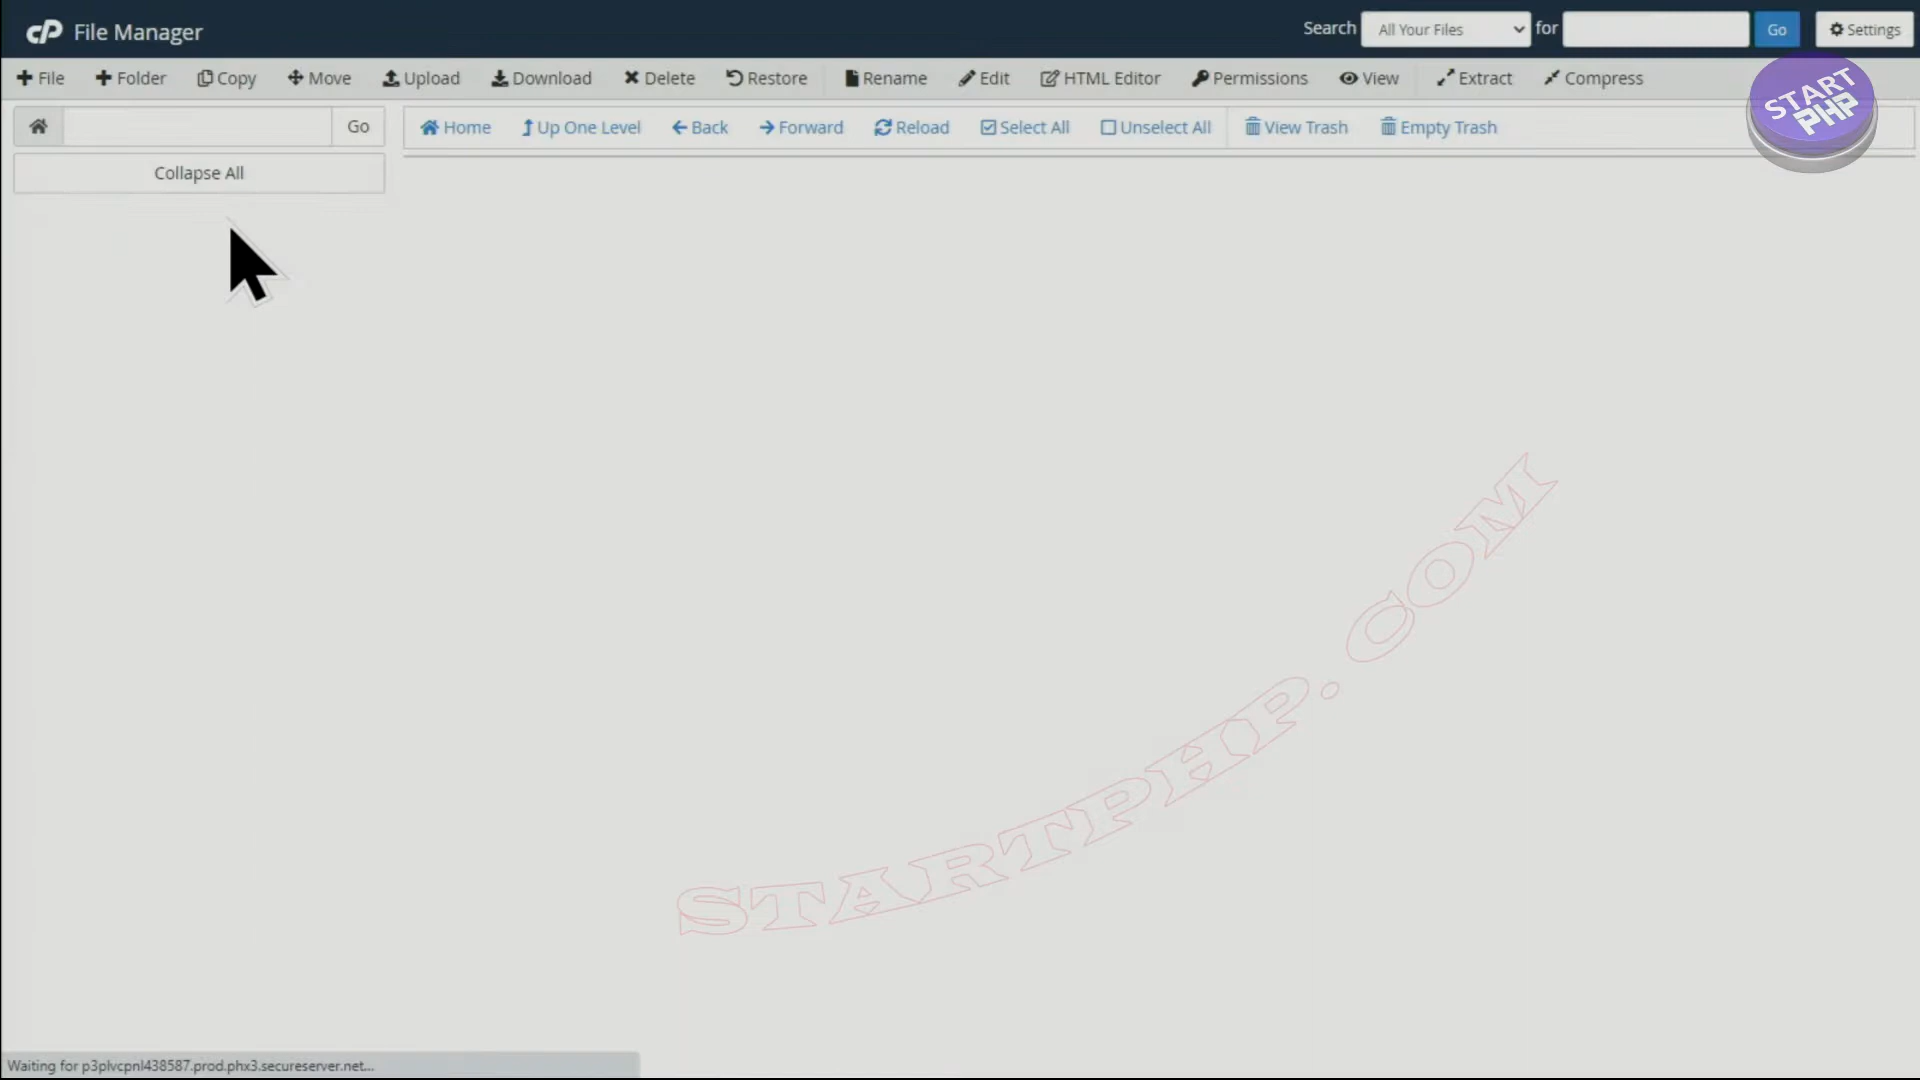 cP File Manager
Search All Your Files for Go Settings
File Folder Copy Move Upload Download Delete Restore Rename Edit HTML Editor Permissions View Extract Compress
START PHP
Go Home Up One Level Back Forward Reload Select All Unselect All View Trash Empty Trash
Collapse All
STARTPHP.COM
Waiting for p3plvcpnl438587.prod.phx3.secureserver.net...